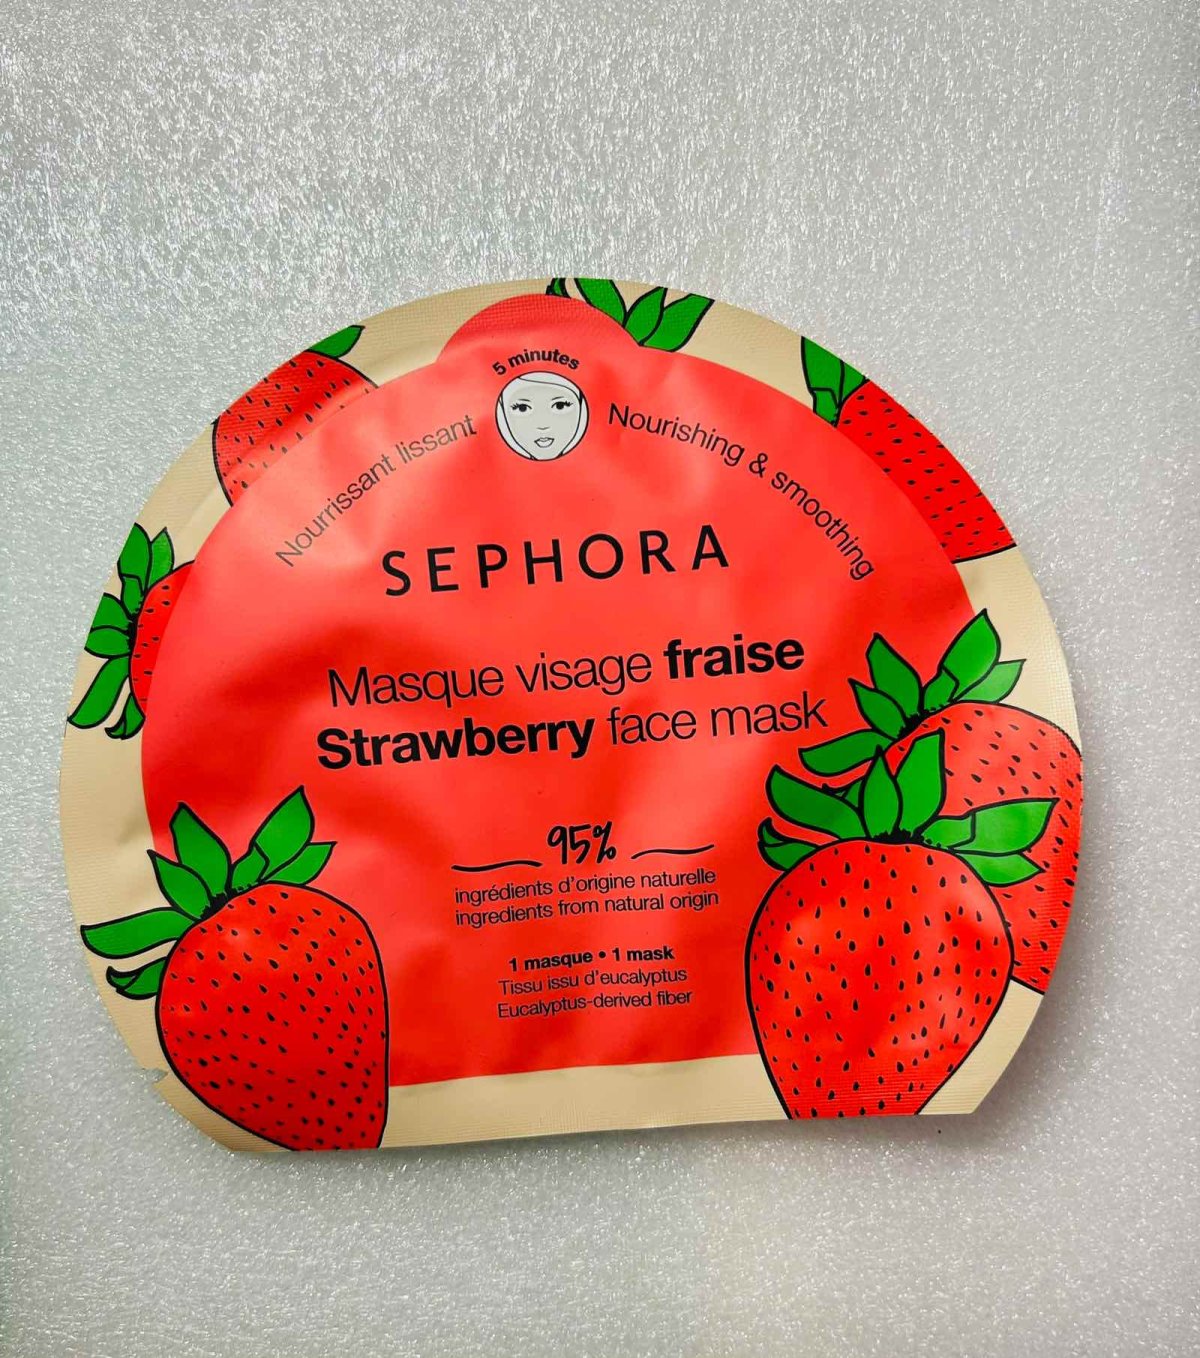 5 minutes
Nourrissant lissant
Nourishing & smoothing
SEPHORA
Masque visage fraise
Strawberry face mask
95%
ingrédients d'origine naturelle
ingredients from natural origin
1 masque • 1 mask
Tissu issu d'eucalyptus
Eucalyptus-derived fiber